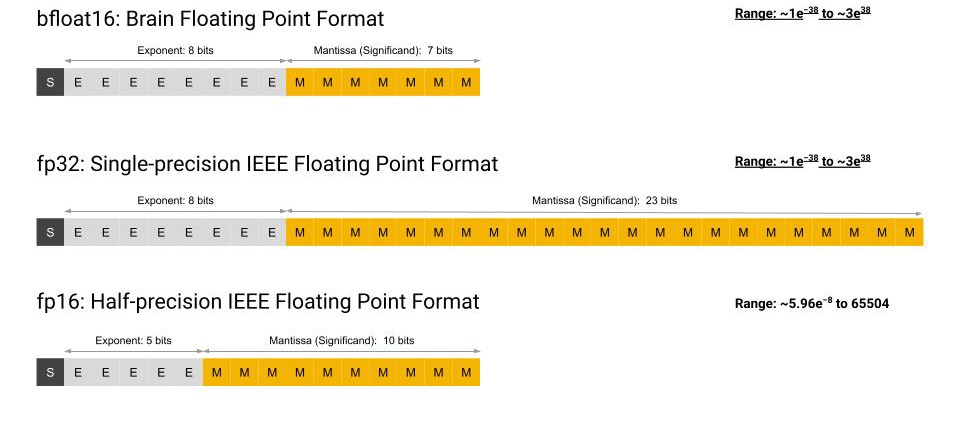 bfloat16: Brain Floating Point Format
Range: ~1e⁻³⁸ to ~3e³⁸
Exponent: 8 bits
Mantissa (Significand): 7 bits
S E E E E E E E E M M M M M M M
fp32: Single-precision IEEE Floating Point Format
Range: ~1e⁻³⁸ to ~3e³⁸
Exponent: 8 bits
Mantissa (Significand): 23 bits
S E E E E E E E E M M M M M M M M M M M M M M M M M M M M M M M
fp16: Half-precision IEEE Floating Point Format
Range: ~5.96e⁻⁸ to 65504
Exponent: 5 bits
Mantissa (Significand): 10 bits
S E E E E E M M M M M M M M M M